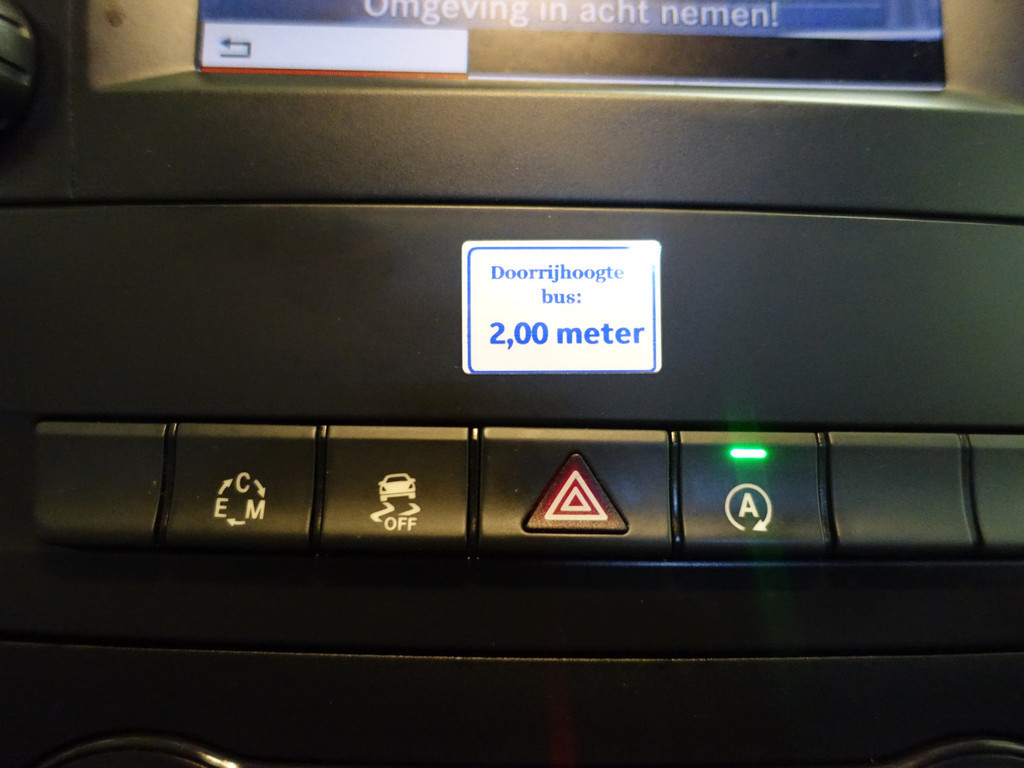 Omgeving in acht nemen!
Doorrijhoogte
bus:
2,00 meter
C
E M
OFF
A